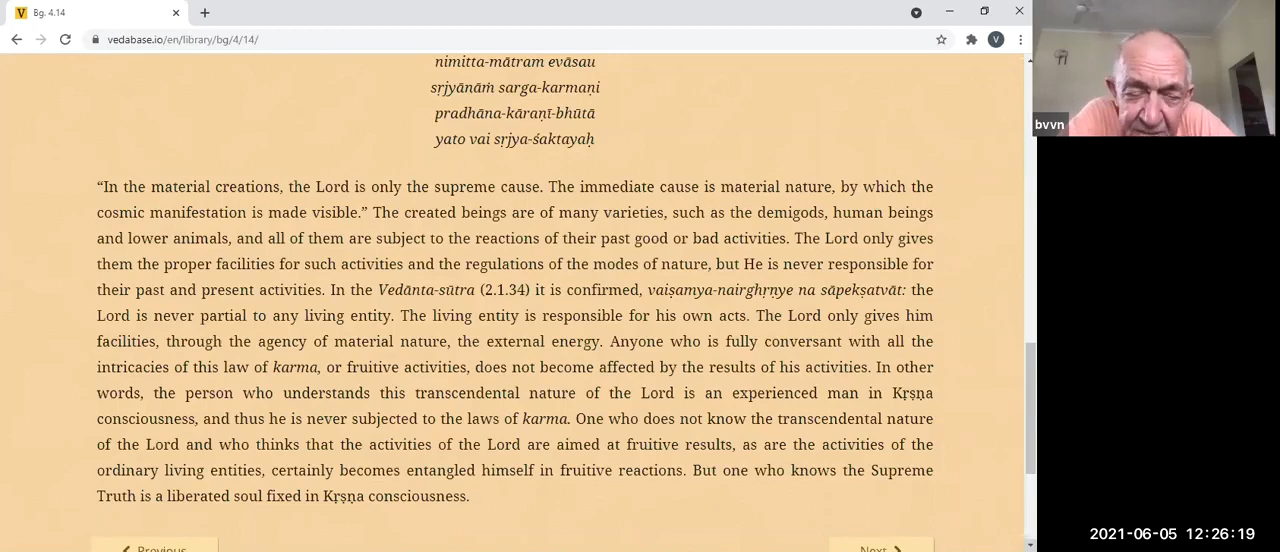 Bg. 4.14
vedabase.io/en/library/bg/4/14/
V
nimitta-mātram evāsau
sṛjyānāṁ sarga-karmaṇi
pradhāna-kāraṇī-bhūtā
yato vai sṛjya-śaktayaḥ
“In the material creations, the Lord is only the supreme cause. The immediate cause is material nature, by which the
cosmic manifestation is made visible.” The created beings are of many varieties, such as the demigods, human beings
and lower animals, and all of them are subject to the reactions of their past good or bad activities. The Lord only gives
them the proper facilities for such activities and the regulations of the modes of nature, but He is never responsible for
their past and present activities. In the Vedānta-sūtra (2.1.34) it is confirmed, vaiṣamya-nairghṛṇye na sāpekṣatvāt: the
Lord is never partial to any living entity. The living entity is responsible for his own acts. The Lord only gives him
facilities, through the agency of material nature, the external energy. Anyone who is fully conversant with all the
intricacies of this law of karma, or fruitive activities, does not become affected by the results of his activities. In other
words, the person who understands this transcendental nature of the Lord is an experienced man in Kṛṣṇa
consciousness, and thus he is never subjected to the laws of karma. One who does not know the transcendental nature
of the Lord and who thinks that the activities of the Lord are aimed at fruitive results, as are the activities of the
ordinary living entities, certainly becomes entangled himself in fruitive reactions. But one who knows the Supreme
Truth is a liberated soul fixed in Kṛṣṇa consciousness.
Previous
Next
bvvn
2021-06-05 12:26:19